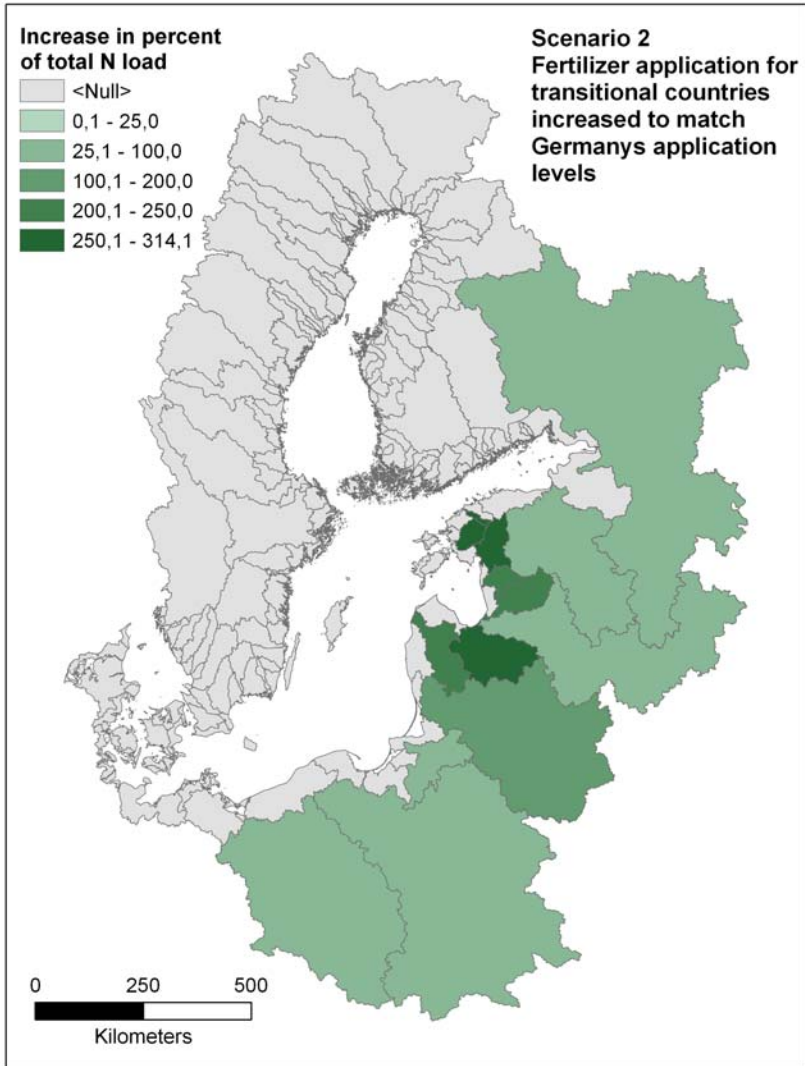 Increase in percent
of total N load
<Null>
0,1 - 25,0
25,1 - 100,0
100,1 - 200,0
200,1 - 250,0
250,1 - 314,1
Scenario 2
Fertilizer application for
transitional countries
increased to match
Germanys application
levels
0 250 500
Kilometers